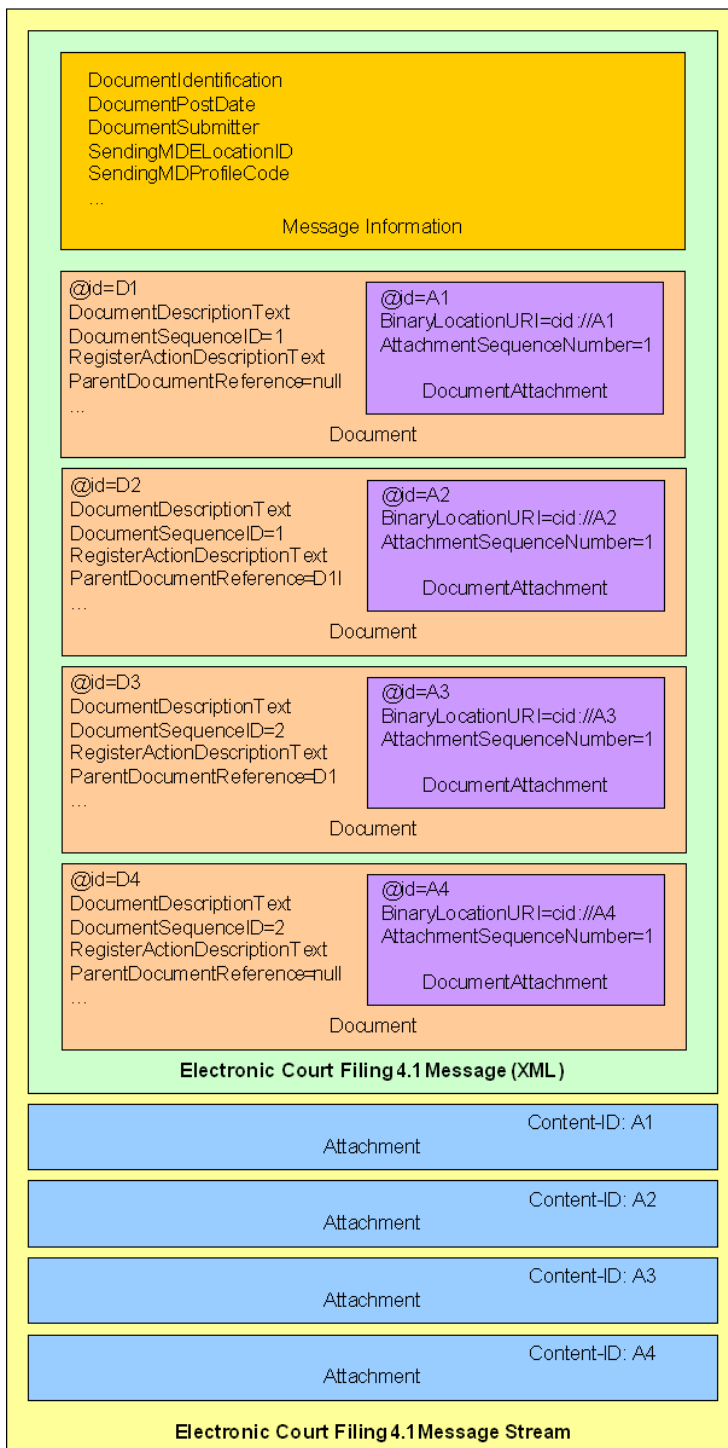 DocumentIdentification
DocumentPostDate
DocumentSubmitter
SendingMDELocationID
SendingMDProfileCode
...
Message Information
@id=D1
DocumentDescriptionText
DocumentSequenceID=1
RegisterActionDescriptionText
ParentDocumentReference=null
...
@id=A1
BinaryLocationURI=cid://A1
AttachmentSequenceNumber=1
DocumentAttachment
Document
@id=D2
DocumentDescriptionText
DocumentSequenceID=1
RegisterActionDescriptionText
ParentDocumentReference=D1l
...
@id=A2
BinaryLocationURI=cid://A2
AttachmentSequenceNumber=1
DocumentAttachment
Document
@id=D3
DocumentDescriptionText
DocumentSequenceID=2
RegisterActionDescriptionText
ParentDocumentReference=D1
...
@id=A3
BinaryLocationURI=cid://A3
AttachmentSequenceNumber=1
DocumentAttachment
Document
@id=D4
DocumentDescriptionText
DocumentSequenceID=2
RegisterActionDescriptionText
ParentDocumentReference=null
...
@id=A4
BinaryLocationURI=cid://A4
AttachmentSequenceNumber=1
DocumentAttachment
Document
Electronic Court Filing 4.1 Message (XML)
Content-ID: A1
Attachment
Content-ID: A2
Attachment
Content-ID: A3
Attachment
Content-ID: A4
Attachment
Electronic Court Filing 4.1 Message Stream